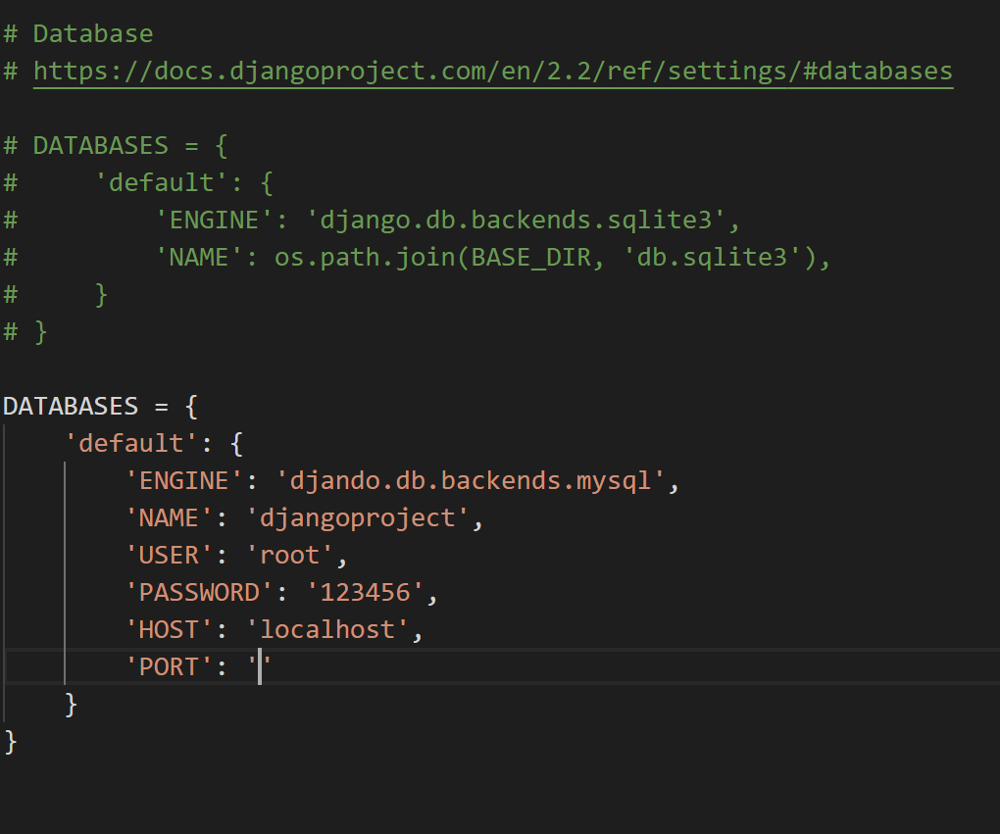 # Database
# https://docs.djangoproject.com/en/2.2/ref/settings/#databases
# DATABASES = {
#     'default': {
#         'ENGINE': 'django.db.backends.sqlite3',
#         'NAME': os.path.join(BASE_DIR, 'db.sqlite3'),
#     }
# }
DATABASES = {
    'default': {
        'ENGINE': 'djando.db.backends.mysql',
        'NAME': 'djangoproject',
        'USER': 'root',
        'PASSWORD': '123456',
        'HOST': 'localhost',
        'PORT': ''
    }
}